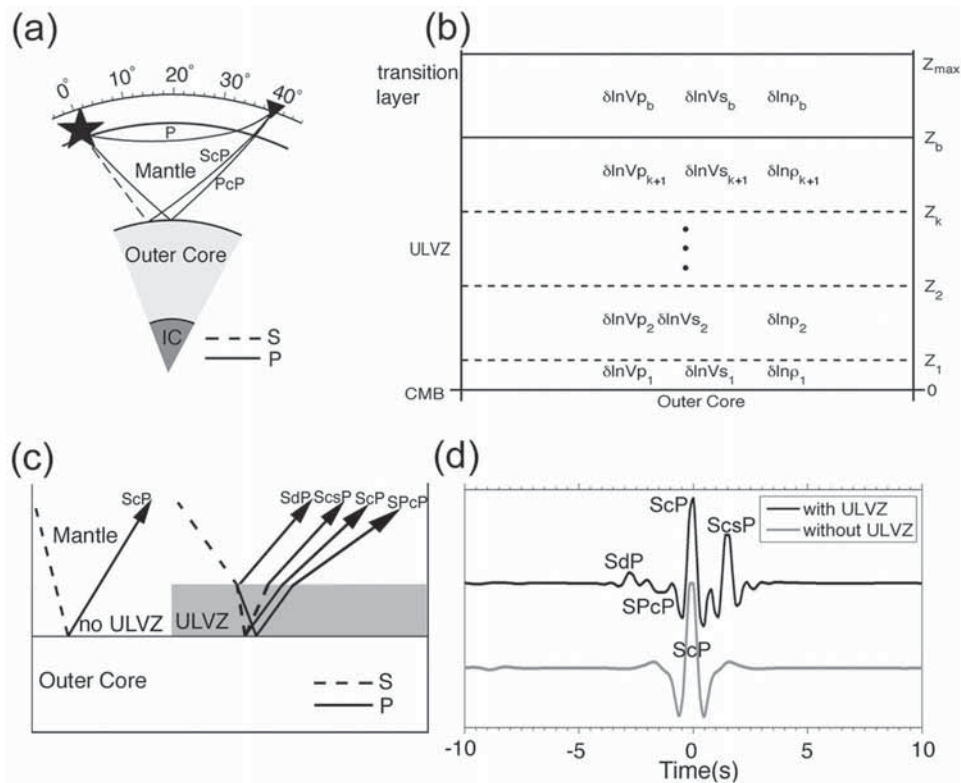 (a)
0° 10° 20° 30° 40°
P
ScP
Mantle
PcP
Outer Core
IC
S
P
(b)
transition
layer
δlnVp_b δlnVs_b δlnρ_b
Z_max
Z_b
δlnVp_k+1 δlnVs_k+1 δlnρ_k+1
Z_k
ULVZ
Z_2
δlnVp_2 δlnVs_2 δlnρ_2
Z_1
δlnVp_1 δlnVs_1 δlnρ_1
CMB
0
Outer Core
(c)
ScP
SdP ScsP ScP SPcP
Mantle
no ULVZ ULVZ
Outer Core
S
P
(d)
ScP
with ULVZ
without ULVZ
ScsP
SdP
SPcP
ScP
-10 -5 0 5 10
Time(s)